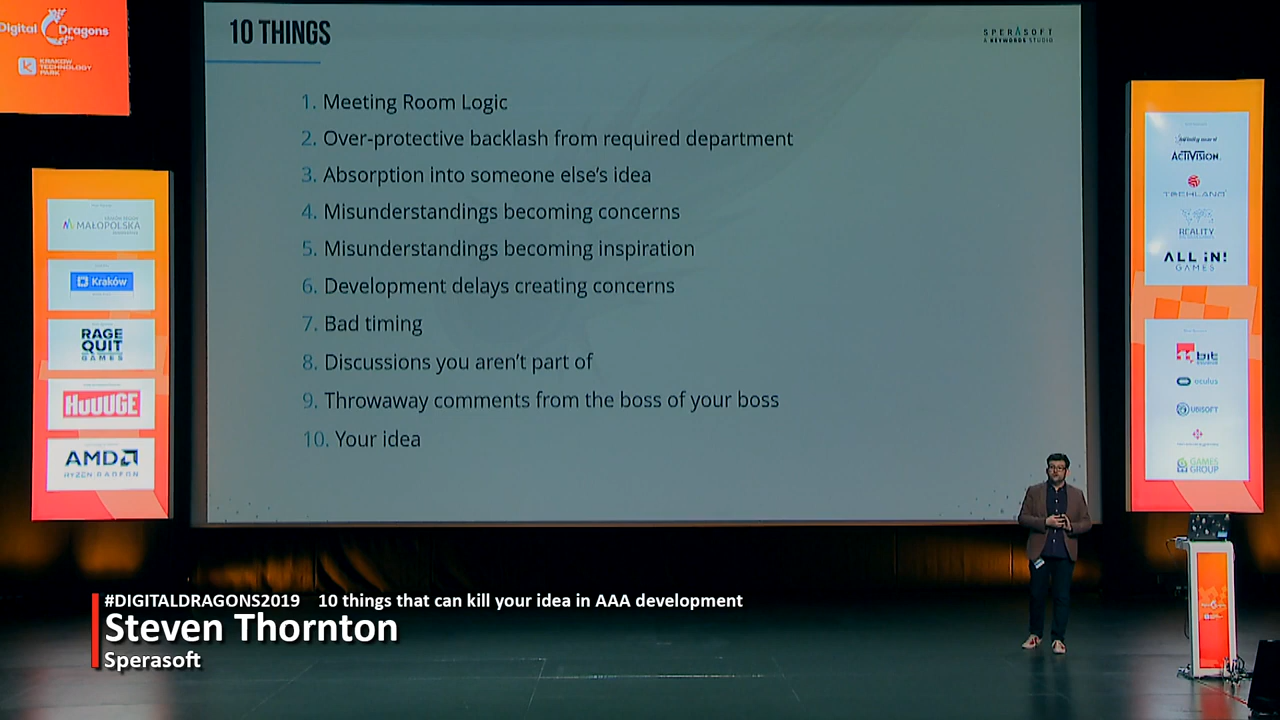 Digital Dragons
KRAKOW
TECHNOLOGY
PARK
10 THINGS
SPERASOFT
A KEYWORDS STUDIO
1. Meeting Room Logic
2. Over-protective backlash from required department
3. Absorption into someone else's idea
4. Misunderstandings becoming concerns
5. Misunderstandings becoming inspiration
6. Development delays creating concerns
7. Bad timing
8. Discussions you aren't part of
9. Throwaway comments from the boss of your boss
10. Your idea
MAŁOPOLSKA
Kraków
RAGE
QUIT
GAMES
HUUUGE
AMD
RYZEN RADEON
ACTIVISION
TECHLAND
REALITY
ALL iN!
GAMES
11 bit
oculus
UBISOFT
GAMES
GROUP
#DIGITALDRAGONS2019 10 things that can kill your idea in AAA development
Steven Thornton
Sperasoft